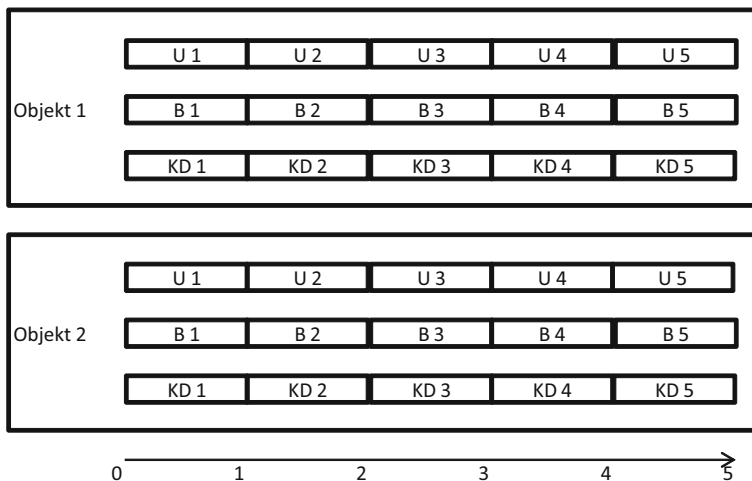 U 1 U 2 U 3 U 4 U 5
Objekt 1 B 1 B 2 B 3 B 4 B 5
KD 1 KD 2 KD 3 KD 4 KD 5
U 1 U 2 U 3 U 4 U 5
Objekt 2 B 1 B 2 B 3 B 4 B 5
KD 1 KD 2 KD 3 KD 4 KD 5
0 1 2 3 4 5